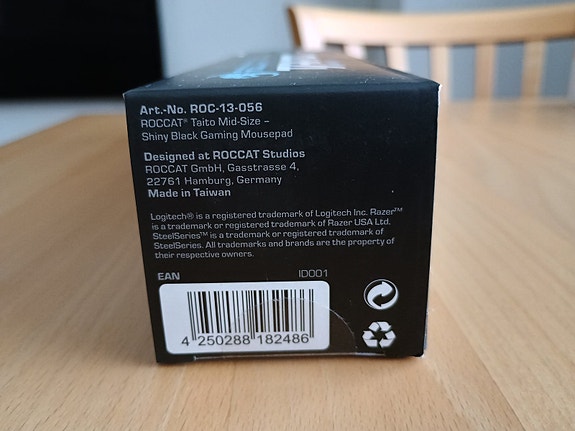 Art.-No. ROC-13-056
ROCCAT® Taito Mid-Size –
Shiny Black Gaming Mousepad
Designed at ROCCAT Studios
ROCCAT GmbH, Gasstrasse 4,
22761 Hamburg, Germany
Made in Taiwan
Logitech® is a registered trademark of Logitech Inc. Razer™
is a trademark or registered trademark of Razer USA Ltd.
SteelSeries™ is a trademark or registered trademark of
SteelSeries. All trademarks and brands are the property of
their respective owners.
EAN ID001
4 250288 182486